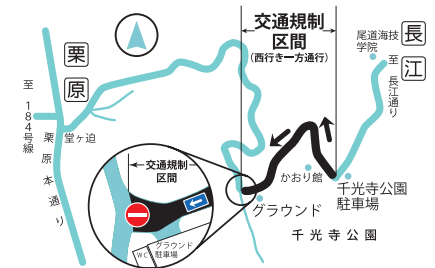 交通規制
区間
(西行き一方通行)
尾道海技
学院
長
江
至
長江通り
栗
原
至
184号線
堂ヶ迫
栗原本通り
かおり館
千光寺公園
駐車場
グラウンド
千光寺公園
交通規制
区間
グラウンド
駐車場
WC